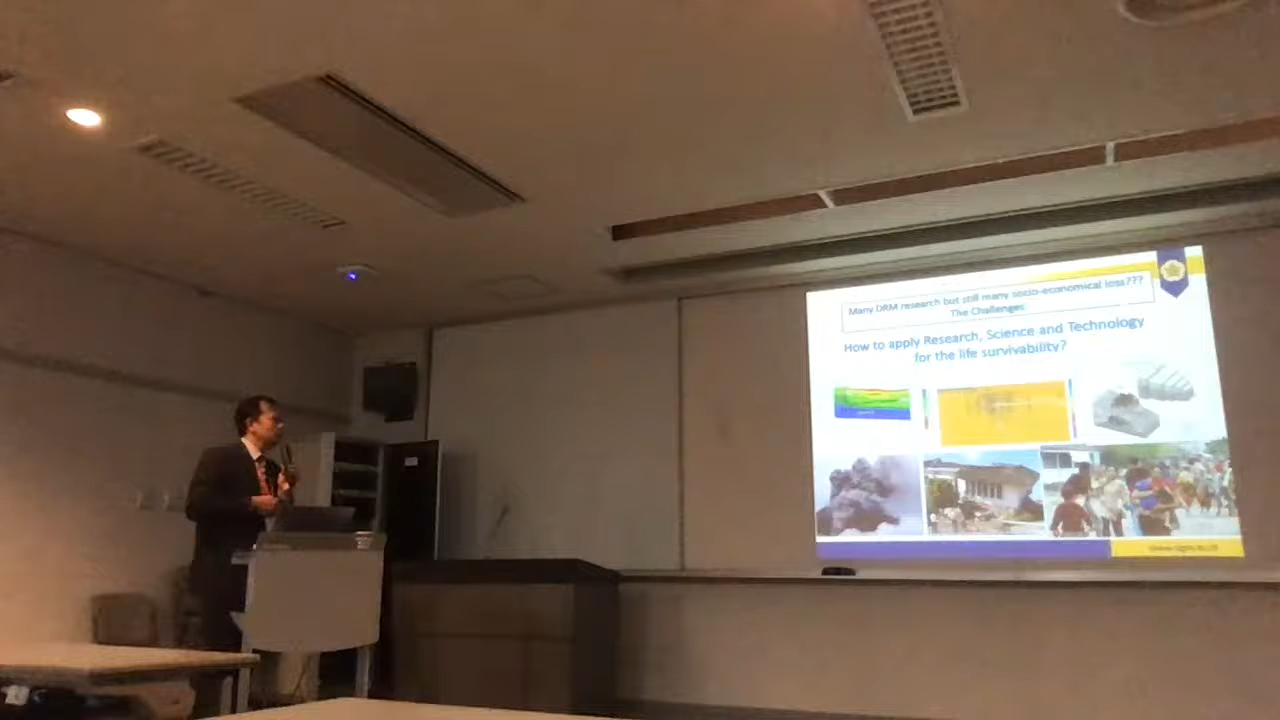 Many DRM research but still many socio-economical loss???
The Challenges
How to apply Research, Science and Technology
for the life survivability?